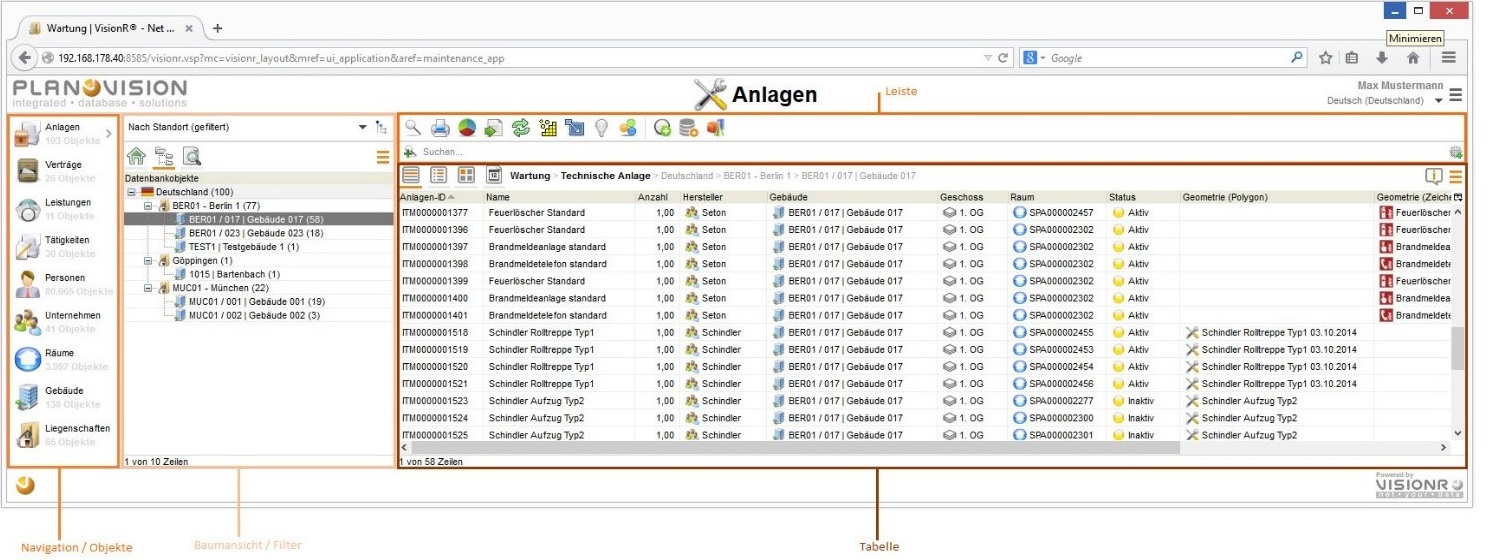 Wartung | VisionR® - Net ...
Minimieren
192.168.178.40:8585/visionr.vsp?mc=visionr_layout&mref=ui_application&aref=maintenance_app
Google
PLANOVISION
integrated • database • solutions
Anlagen
Leiste
Max Mustermann
Deutsch (Deutschland)
Anlagen
103 Objekte
Verträge
26 Objekte
Leistungen
11 Objekte
Tätigkeiten
30 Objekte
Personen
80.065 Objekte
Unternehmen
41 Objekte
Räume
3.997 Objekte
Gebäude
138 Objekte
Liegenschaften
65 Objekte
Nach Standort (gefiltert)
Datenbankobjekte
Deutschland (100)
BER01 - Berlin 1 (77)
BER01 / 017 | Gebäude 017 (58)
BER01 / 023 | Gebäude 023 (18)
TEST1 | Testgebäude 1 (1)
Göppingen (1)
1015 | Bartenbach (1)
MUC01 - München (22)
MUC01 / 001 | Gebäude 001 (19)
MUC01 / 002 | Gebäude 002 (3)
1 von 10 Zeilen
Suchen...
Wartung > Technische Anlage > Deutschland > BER01 - Berlin 1 > BER01 / 017 | Gebäude 017
Anlagen-ID Name Anzahl Hersteller Gebäude Geschoss Raum Status Geometrie (Polygon) Geometrie (Zeiche
ITM0000001377 Feuerlöscher Standard 1,00 Seton BER01 / 017 | Gebäude 017 1. OG SPA000002457 Aktiv Feuerlöscher
ITM0000001396 Feuerlöscher Standard 1,00 Seton BER01 / 017 | Gebäude 017 1. OG SPA000002302 Aktiv Feuerlöscher
ITM0000001397 Brandmeldeanlage standard 1,00 Seton BER01 / 017 | Gebäude 017 1. OG SPA000002302 Aktiv Brandmeldea
ITM0000001398 Brandmeldetelefon standard 1,00 Seton BER01 / 017 | Gebäude 017 1. OG SPA000002302 Aktiv Brandmeldete
ITM0000001399 Feuerlöscher Standard 1,00 Seton BER01 / 017 | Gebäude 017 1. OG SPA000002302 Aktiv Feuerlöscher
ITM0000001400 Brandmeldeanlage standard 1,00 Seton BER01 / 017 | Gebäude 017 1. OG SPA000002302 Aktiv Brandmeldea
ITM0000001401 Brandmeldetelefon standard 1,00 Seton BER01 / 017 | Gebäude 017 1. OG SPA000002302 Aktiv Brandmeldete
ITM0000001518 Schindler Rolltreppe Typ1 1,00 Schindler BER01 / 017 | Gebäude 017 1. OG SPA000002455 Aktiv Schindler Rolltreppe Typ1 03.10.2014
ITM0000001519 Schindler Rolltreppe Typ1 1,00 Schindler BER01 / 017 | Gebäude 017 1. OG SPA000002453 Aktiv Schindler Rolltreppe Typ1 03.10.2014
ITM0000001520 Schindler Rolltreppe Typ1 1,00 Schindler BER01 / 017 | Gebäude 017 1. OG SPA000002454 Aktiv Schindler Rolltreppe Typ1 03.10.2014
ITM0000001521 Schindler Rolltreppe Typ1 1,00 Schindler BER01 / 017 | Gebäude 017 1. OG SPA000002456 Aktiv Schindler Rolltreppe Typ1 03.10.2014
ITM0000001523 Schindler Aufzug Typ2 1,00 Schindler BER01 / 017 | Gebäude 017 1. OG SPA000002277 Inaktiv Schindler Aufzug Typ2
ITM0000001524 Schindler Aufzug Typ2 1,00 Schindler BER01 / 017 | Gebäude 017 1. OG SPA000002300 Inaktiv Schindler Aufzug Typ2
ITM0000001525 Schindler Aufzug Typ2 1,00 Schindler BER01 / 017 | Gebäude 017 1. OG SPA000002301 Inaktiv Schindler Aufzug Typ2
1 von 58 Zeilen
Powered by
VISIONR
net • your • data
Navigation / Objekte
Baumansicht / Filter
Tabelle